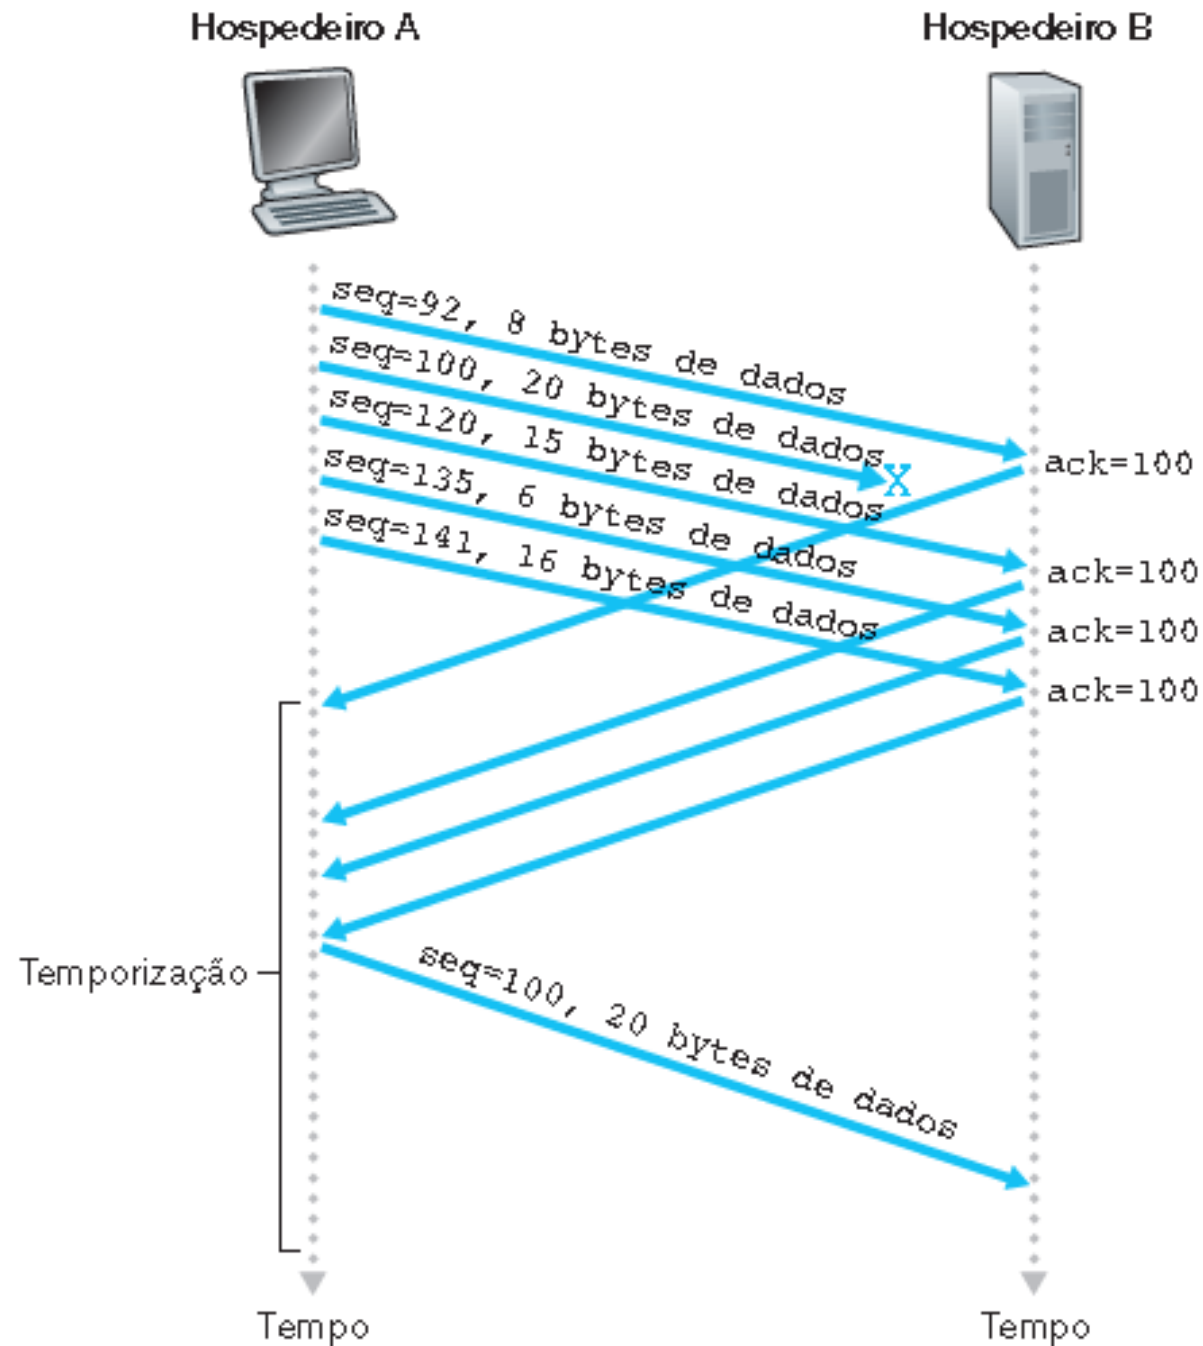 Hospedeiro A
Hospedeiro B
seq=92, 8 bytes de dados
seq=100, 20 bytes de dados
X
seq=120, 15 bytes de dados
seq=135, 6 bytes de dados
seq=141, 16 bytes de dados
ack=100
ack=100
ack=100
ack=100
Temporização
seq=100, 20 bytes de dados
Tempo
Tempo